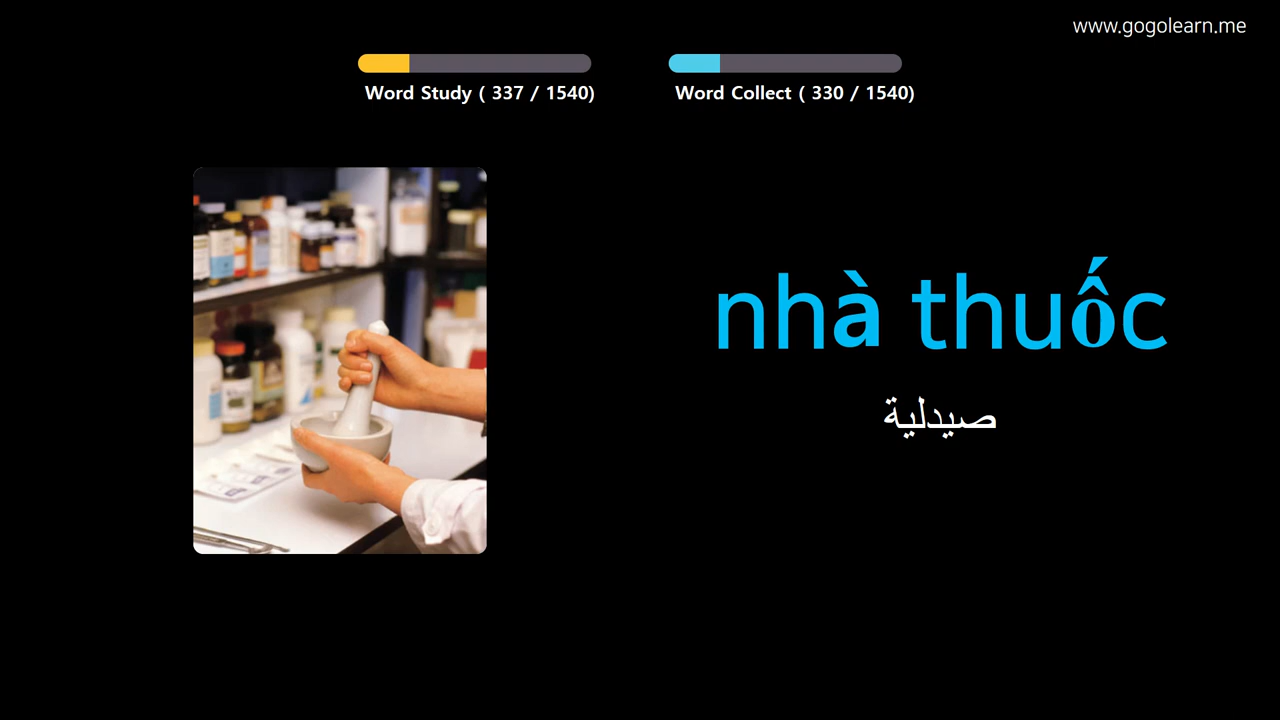 www.gogolearn.me
Word Study ( 337 / 1540)
Word Collect ( 330 / 1540)
nhà thuốc
صيدلية